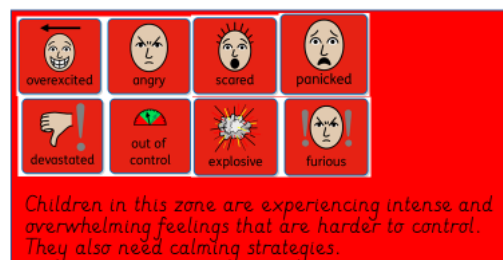 overexcited angry scared panicked
devastated out of control explosive furious
Children in this zone are experiencing intense and
overwhelming feelings that are harder to control.
They also need calming strategies.